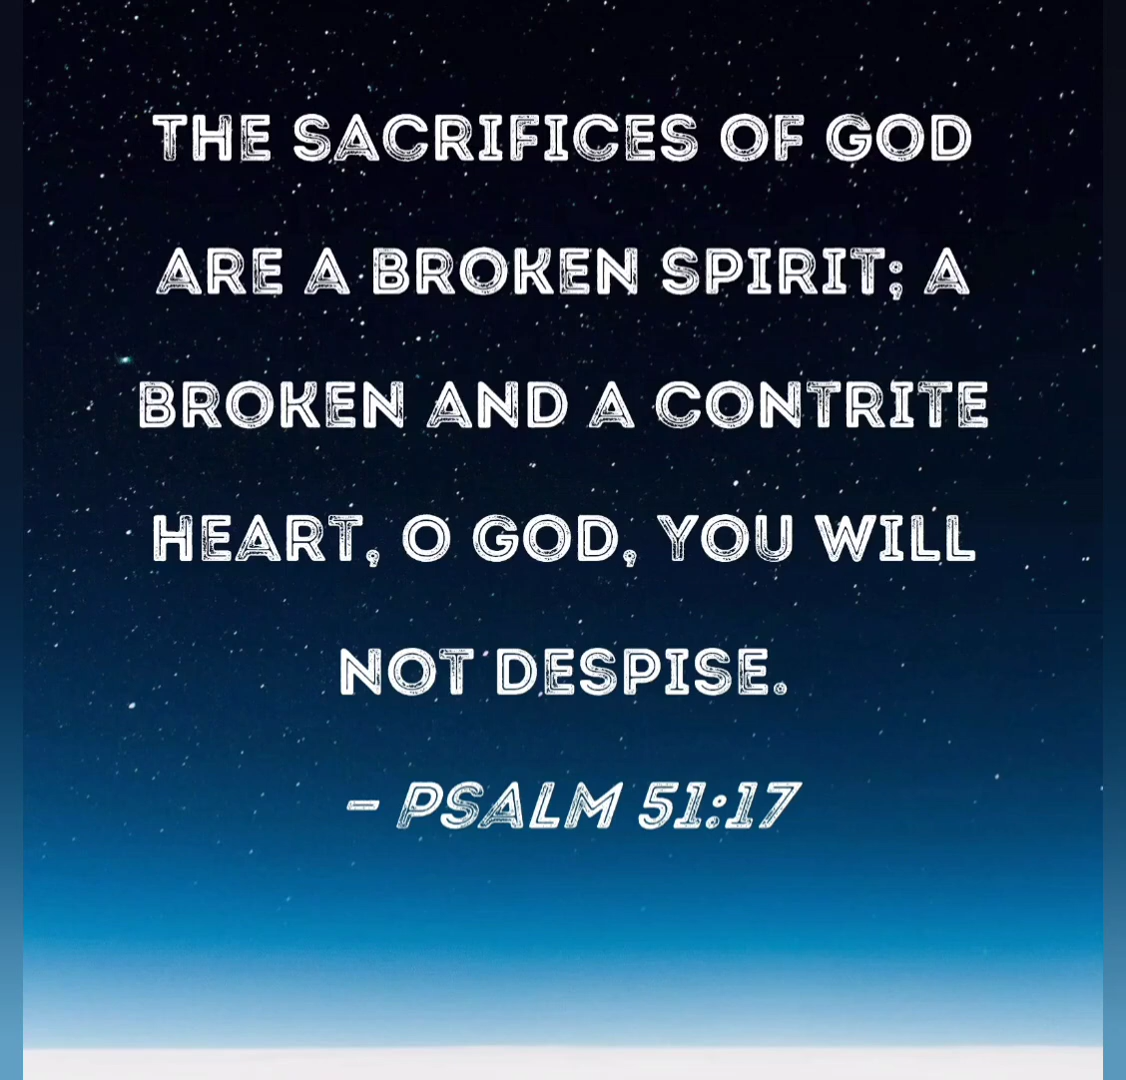 THE SACRIFICES OF GOD
ARE A BROKEN SPIRIT; A
BROKEN AND A CONTRITE
HEART, O GOD, YOU WILL
NOT DESPISE.
– PSALM 51:17